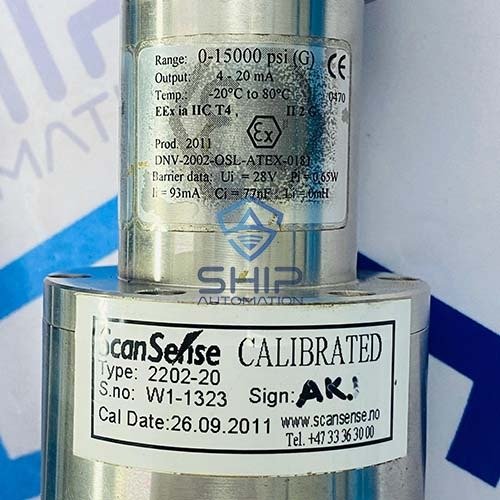 Range: 0-15000 psi (G)
Output: 4 - 20 mA
Temp.: -20°C to 80°C
0470
EEx ia IIC T4, II 2 G
Ex
Prod. 2011
DNV-2002-OSL-ATEX-0181
Barrier data: Ui = 28V Pi = 0.65W
Ii = 93mA Ci = 77nF Li = 0mH
SHIP
AUTOMATION
ScanSense CALIBRATED
Type: 2202-20
S.no: W1-1323 Sign: AK.
Cal Date:26.09.2011 www.scansense.no
Tel. +47 33 36 30 00